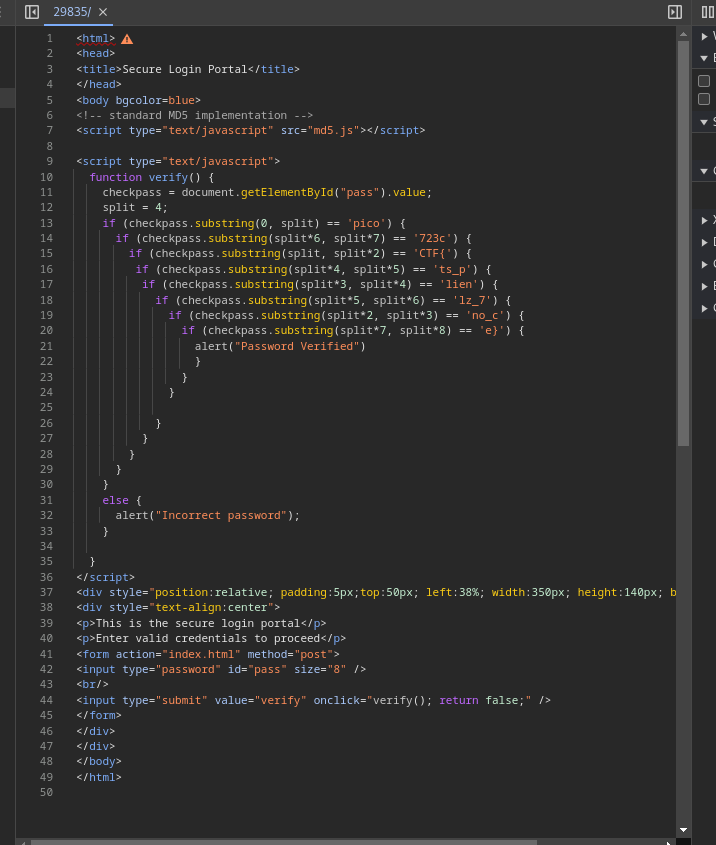 29835/ ×
1 <html>
2 <head>
3 <title>Secure Login Portal</title>
4 </head>
5 <body bgcolor=blue>
6 <!-- standard MD5 implementation -->
7 <script type="text/javascript" src="md5.js"></script>
8
9 <script type="text/javascript">
10 function verify() {
11 checkpass = document.getElementById("pass").value;
12 split = 4;
13 if (checkpass.substring(0, split) == 'pico') {
14 if (checkpass.substring(split*6, split*7) == '723c') {
15 if (checkpass.substring(split, split*2) == 'CTF{') {
16 if (checkpass.substring(split*4, split*5) == 'ts_p') {
17 if (checkpass.substring(split*3, split*4) == 'lien') {
18 if (checkpass.substring(split*5, split*6) == 'lz_7') {
19 if (checkpass.substring(split*2, split*3) == 'no_c') {
20 if (checkpass.substring(split*7, split*8) == 'e}') {
21 alert("Password Verified")
22 }
23 }
24 }
25
26 }
27 }
28 }
29 }
30 }
31 else {
32 alert("Incorrect password");
33 }
34
35 }
36 </script>
37 <div style="position:relative; padding:5px;top:50px; left:38%; width:350px; height:140px; b
38 <div style="text-align:center">
39 <p>This is the secure login portal</p>
40 <p>Enter valid credentials to proceed</p>
41 <form action="index.html" method="post">
42 <input type="password" id="pass" size="8" />
43 <br/>
44 <input type="submit" value="verify" onclick="verify(); return false;" />
45 </form>
46 </div>
47 </div>
48 </body>
49 </html>
50